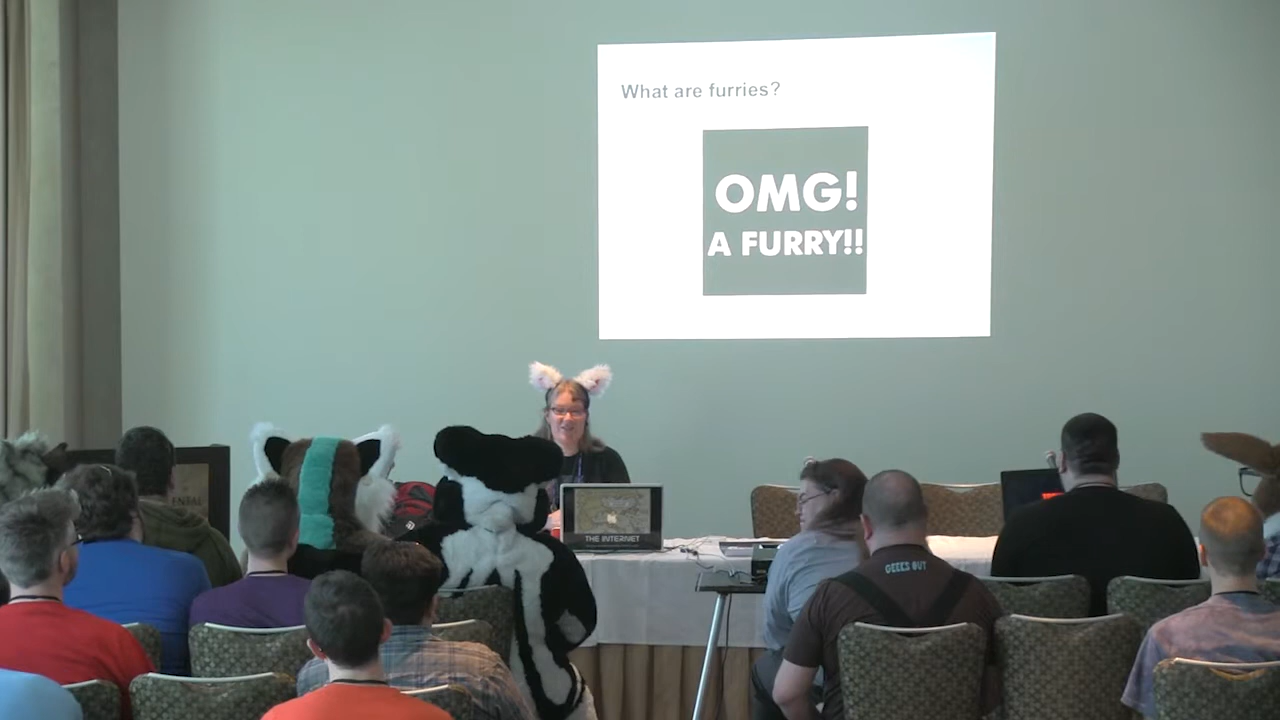 What are furries?
OMG!
A FURRY!!
THE INTERNET
GEEKS OUT